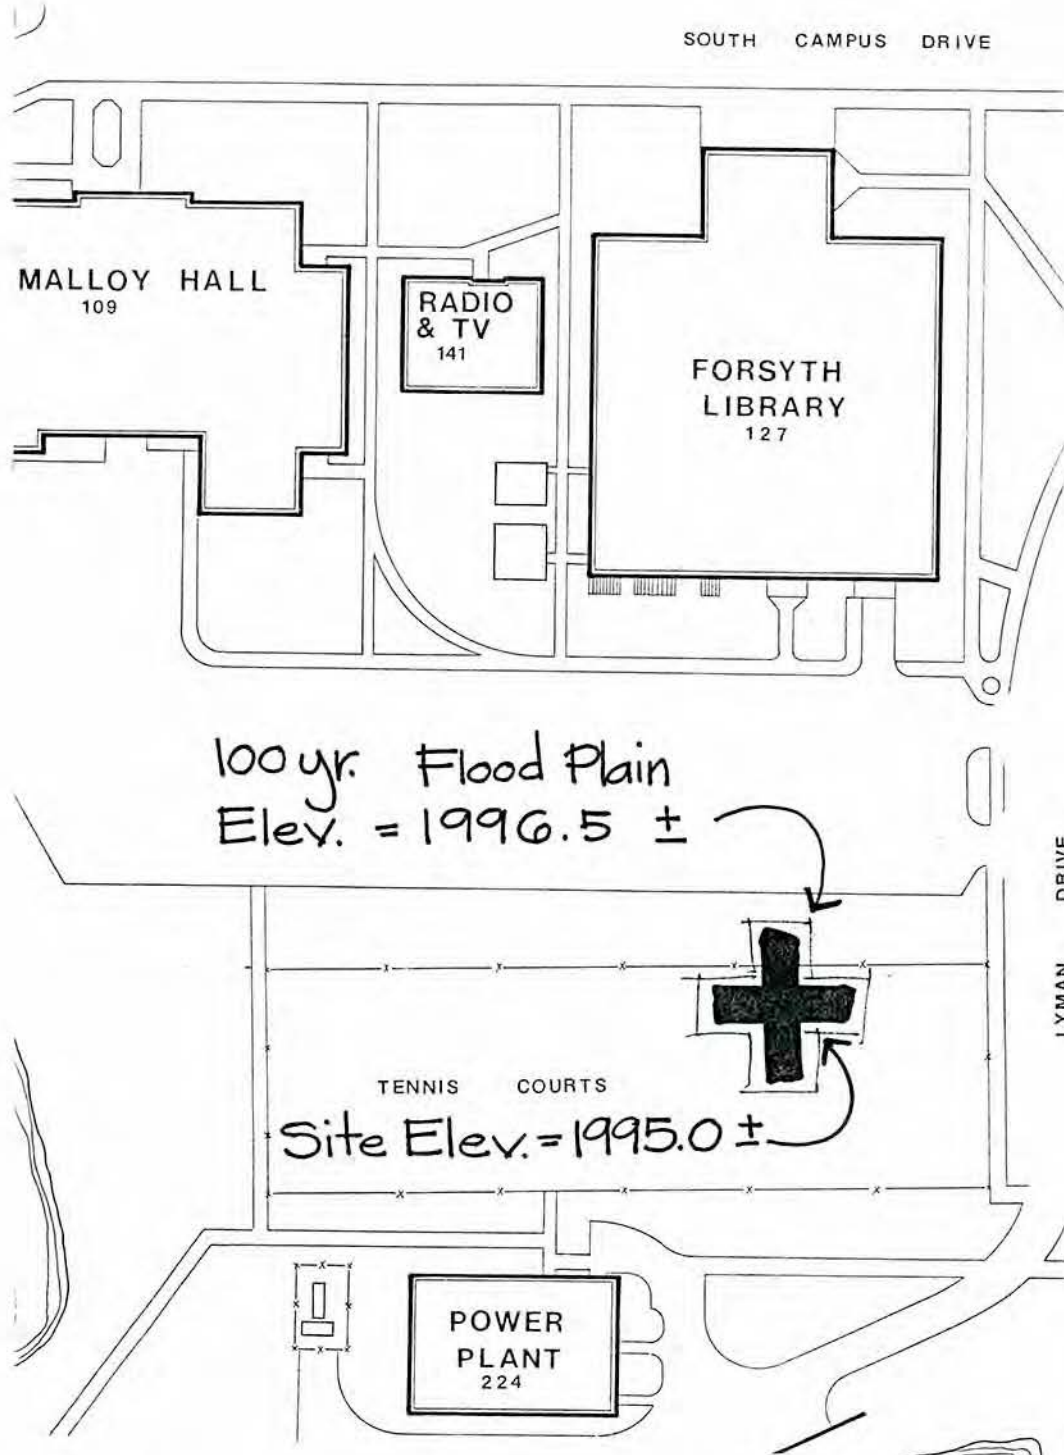 SOUTH CAMPUS DRIVE
MALLOY HALL
109
RADIO
& TV
141
FORSYTH
LIBRARY
127
100 yr. Flood Plain
Elev. = 1996.5 ±
LYMAN DRIVE
TENNIS COURTS
Site Elev. = 1995.0 ±
POWER
PLANT
224